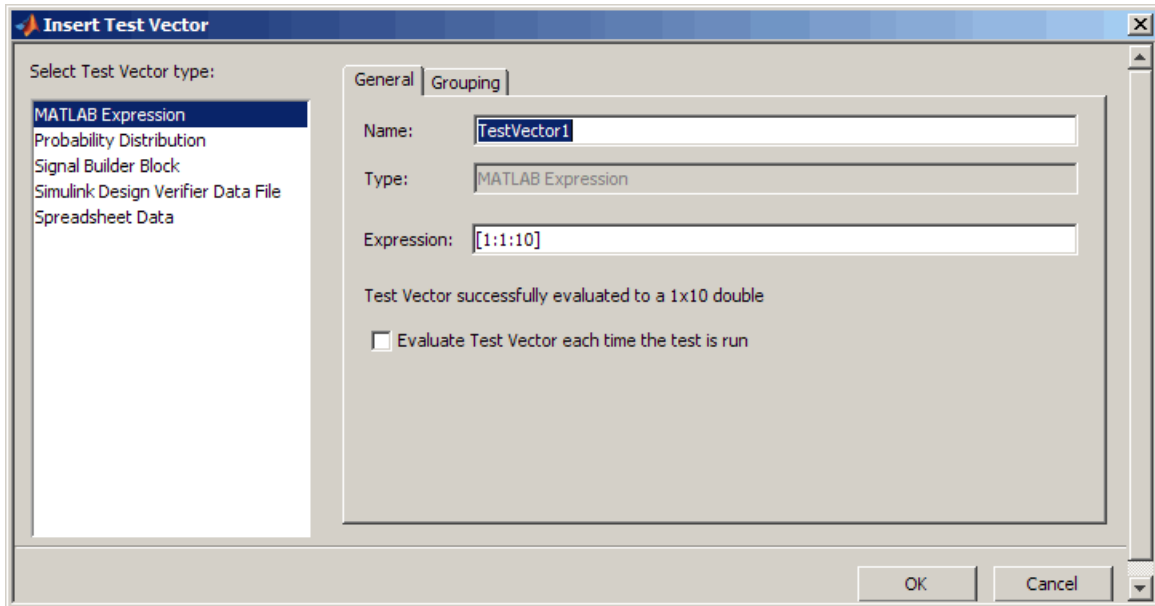 Insert Test Vector
Select Test Vector type:
MATLAB Expression
Probability Distribution
Signal Builder Block
Simulink Design Verifier Data File
Spreadsheet Data
General Grouping
Name: TestVector1
Type: MATLAB Expression
Expression: [1:1:10]
Test Vector successfully evaluated to a 1x10 double
Evaluate Test Vector each time the test is run
OK Cancel